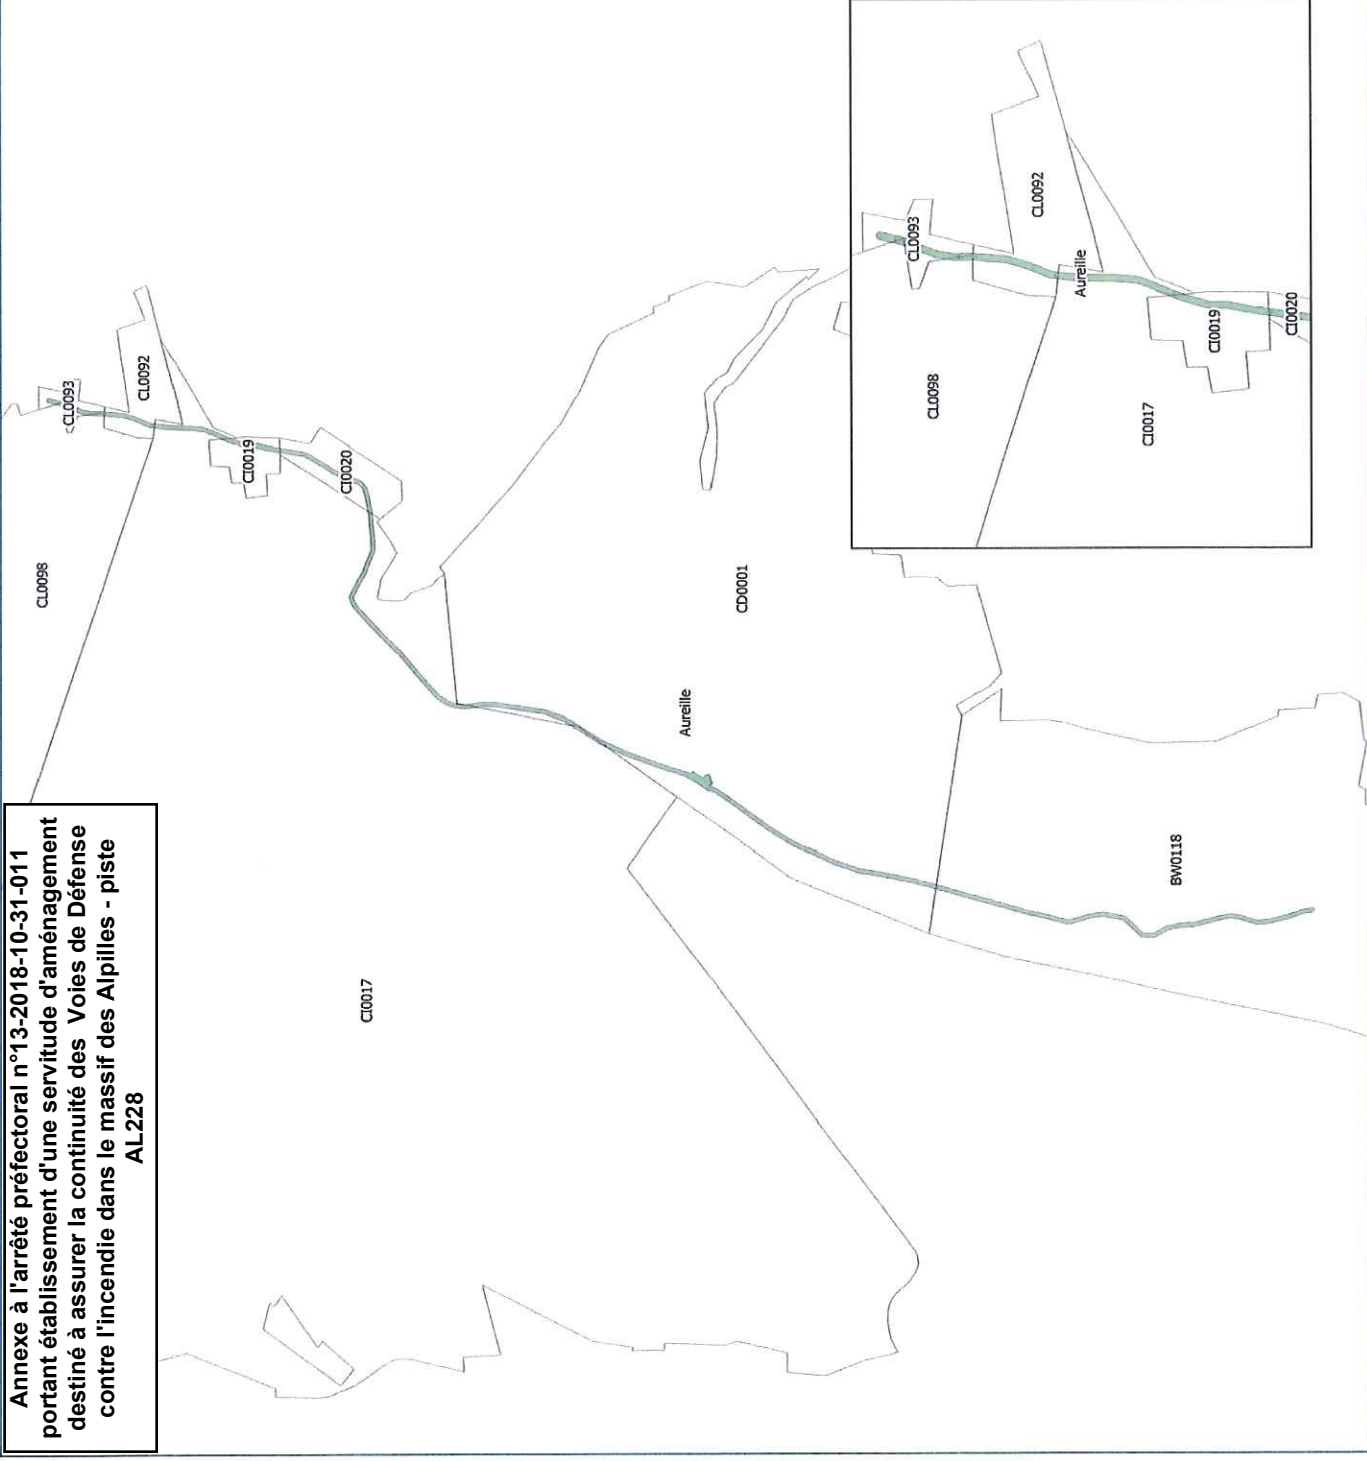 Annexe à l'arrêté préfectoral n°13-2018-10-31-011
portant établissement d'une servitude d'aménagement
destiné à assurer la continuité des Voies de Défense
contre l'incendie dans le massif des Alpilles - piste
AL228
CL0098
CL0093
CL0092
CI0019
CI0020
CI0017
CD0001
Aureille
BW0118
CL0093
CL0092
Aureille
CL0098
CI0019
CI0020
CI0017